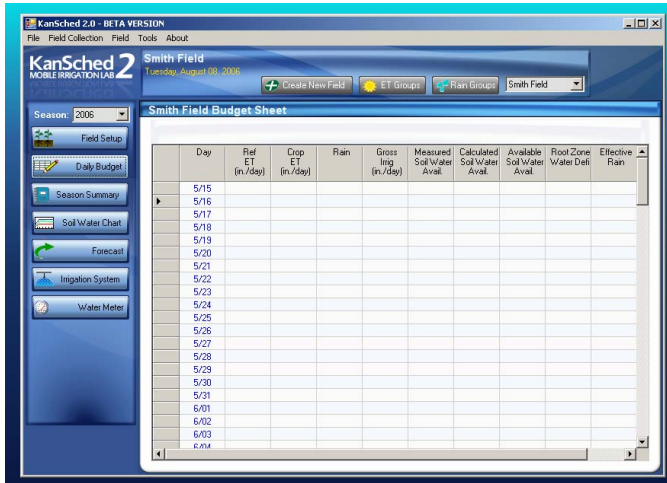 KanSched 2.0 - BETA VERSION
File Field Collection Field Tools About
KanSched 2
MOBILE IRRIGATION LAB
Smith Field
Tuesday, August 08, 2006
Create New Field ET Groups Rain Groups Smith Field
Season: 2006
Field Setup
Daily Budget
Season Summary
Soil Water Chart
Forecast
Irrigation System
Water Meter
Smith Field Budget Sheet
Day Ref ET (in./day) Crop ET (in./day) Rain Gross Irrig (in./day) Measured Soil Water Avail. Calculated Soil Water Avail. Available Soil Water Avail. Root Zone Water Defi Effective Rain
5/15
5/16
5/17
5/18
5/19
5/20
5/21
5/22
5/23
5/24
5/25
5/26
5/27
5/28
5/29
5/30
5/31
6/01
6/02
6/03
6/04